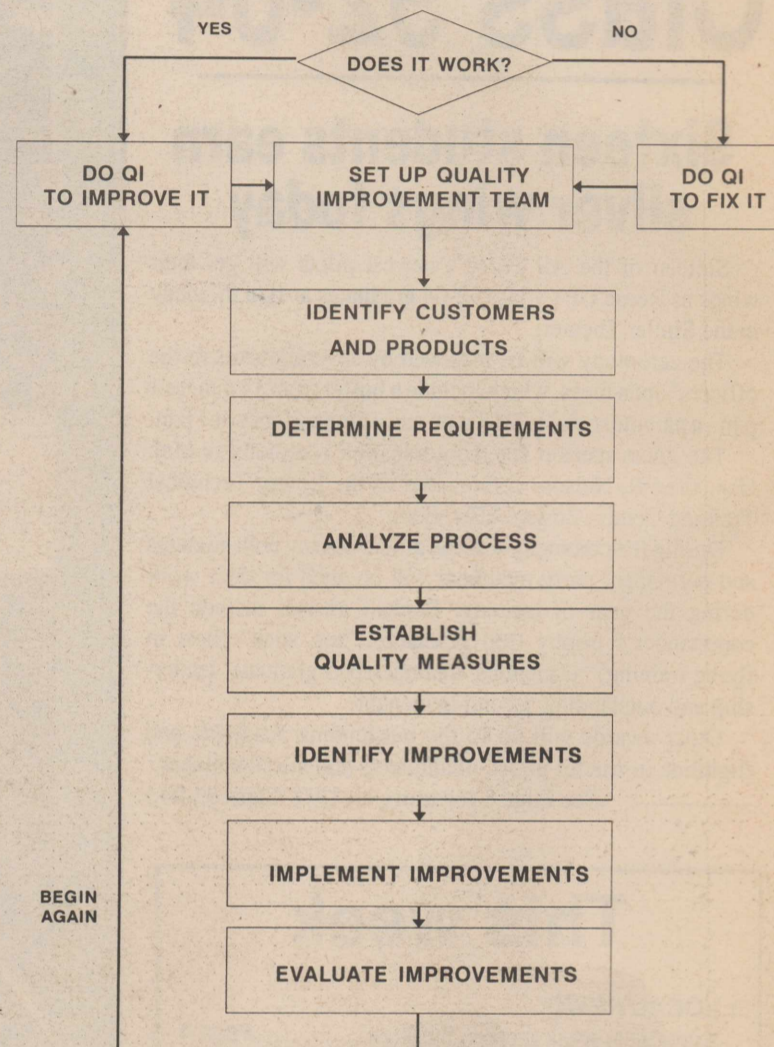 YES
NO
DOES IT WORK?
DO QI
TO IMPROVE IT
SET UP QUALITY
IMPROVEMENT TEAM
DO QI
TO FIX IT
IDENTIFY CUSTOMERS
AND PRODUCTS
DETERMINE REQUIREMENTS
ANALYZE PROCESS
ESTABLISH
QUALITY MEASURES
IDENTIFY IMPROVEMENTS
IMPLEMENT IMPROVEMENTS
BEGIN
AGAIN
EVALUATE IMPROVEMENTS